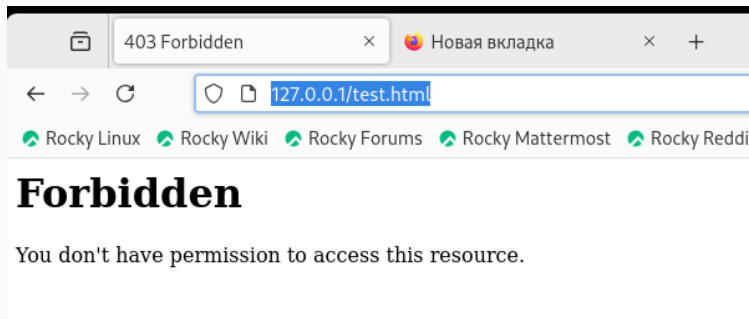 403 Forbidden
Новая вкладка
127.0.0.1/test.html
Rocky Linux Rocky Wiki Rocky Forums Rocky Mattermost Rocky Reddi
Forbidden
You don't have permission to access this resource.